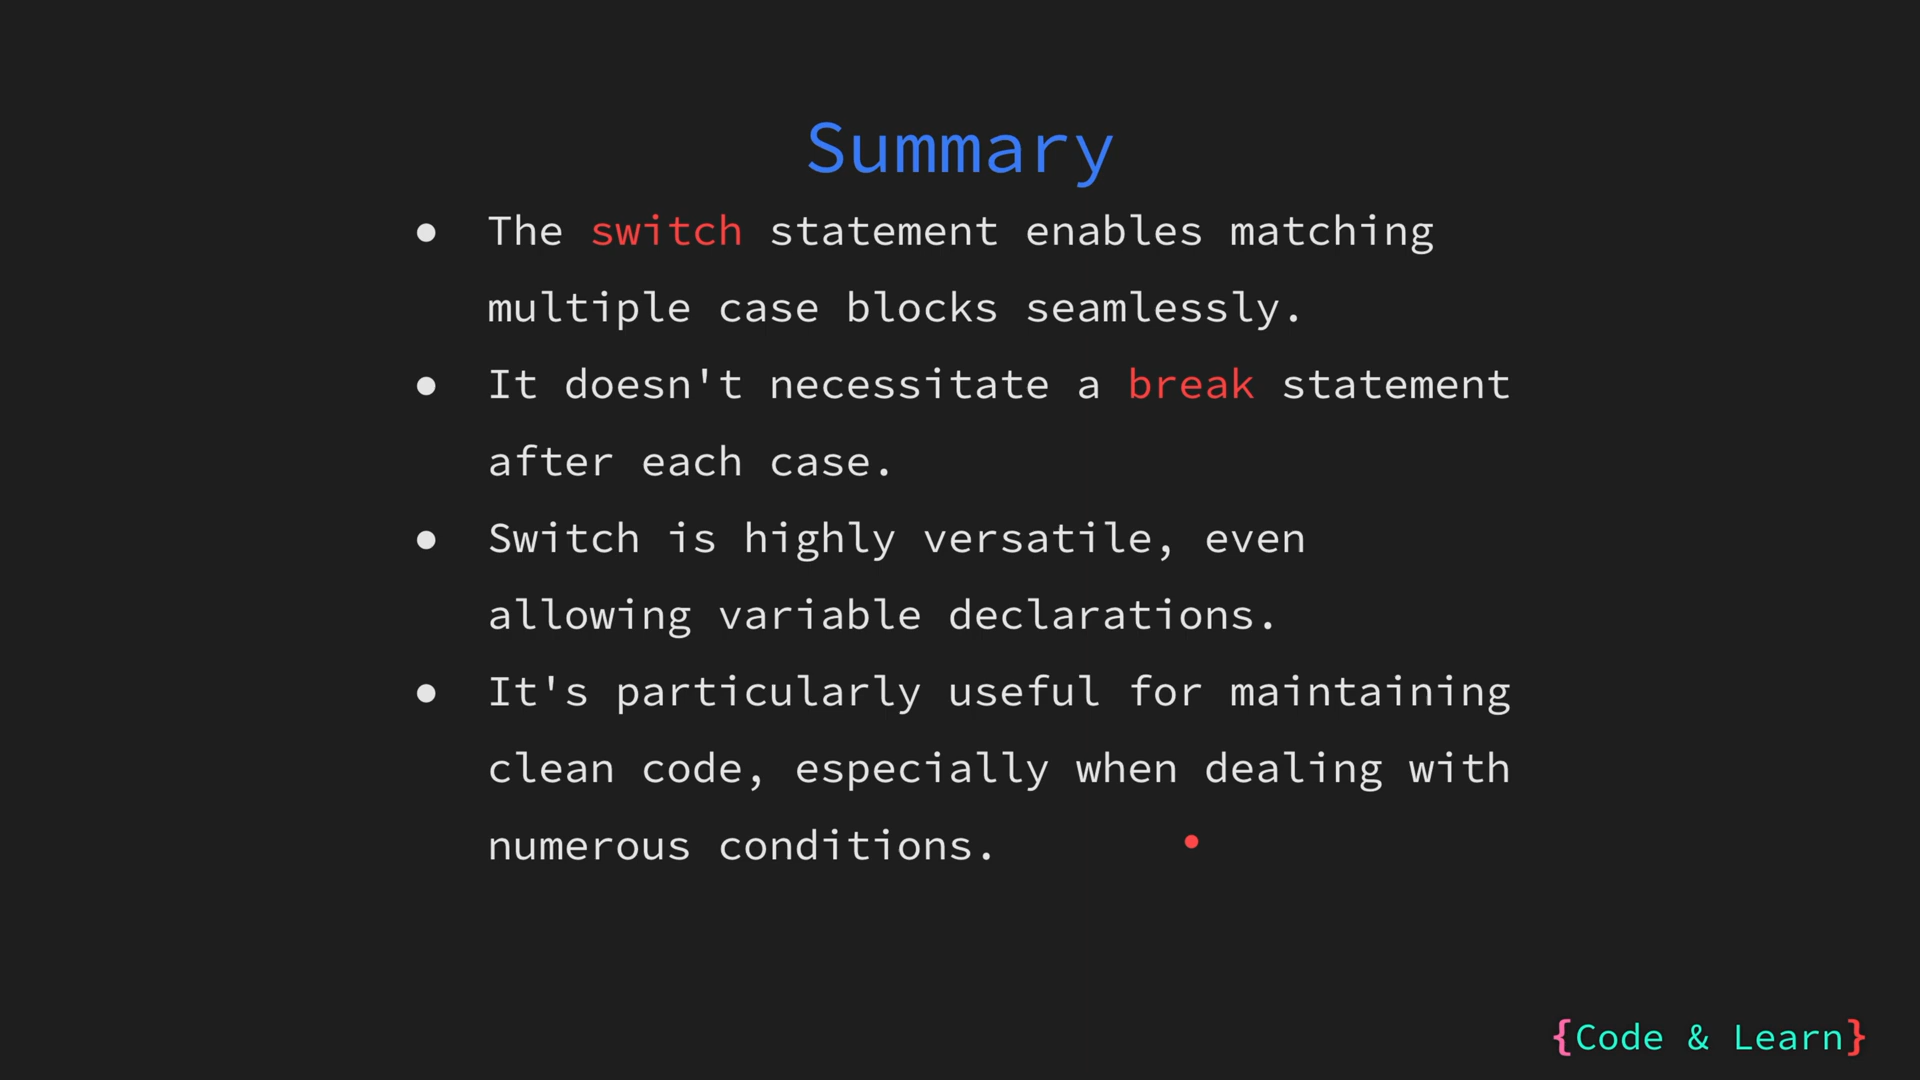 Summary
● The switch statement enables matching
multiple case blocks seamlessly.
● It doesn't necessitate a break statement
after each case.
● Switch is highly versatile, even
allowing variable declarations.
● It's particularly useful for maintaining
clean code, especially when dealing with
numerous conditions.
{Code & Learn}